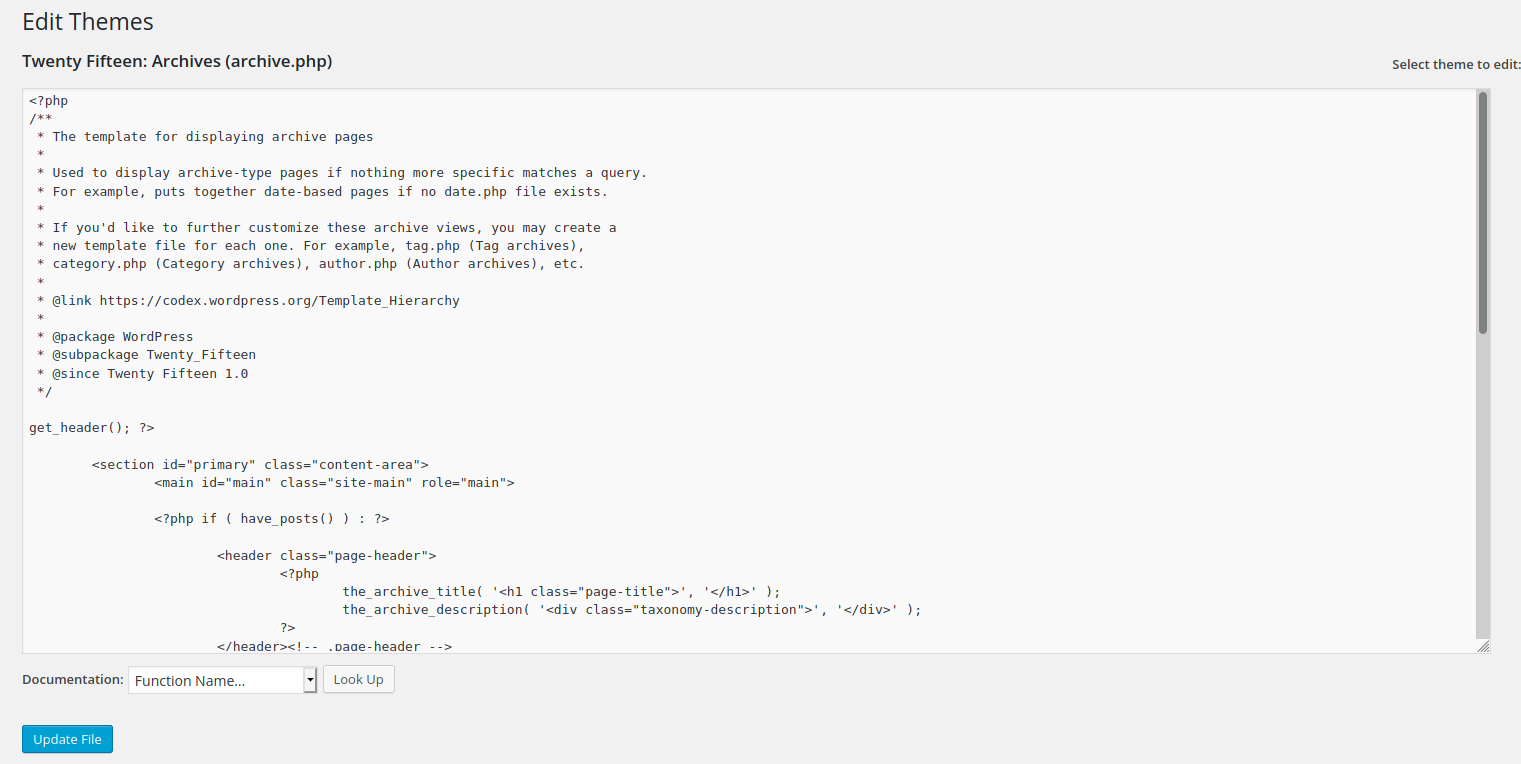 Edit Themes
Twenty Fifteen: Archives (archive.php)
Select theme to edit:
<?php
/**
 * The template for displaying archive pages
 *
 * Used to display archive-type pages if nothing more specific matches a query.
 * For example, puts together date-based pages if no date.php file exists.
 *
 * If you'd like to further customize these archive views, you may create a
 * new template file for each one. For example, tag.php (Tag archives),
 * category.php (Category archives), author.php (Author archives), etc.
 *
 * @link https://codex.wordpress.org/Template_Hierarchy
 *
 * @package WordPress
 * @subpackage Twenty_Fifteen
 * @since Twenty Fifteen 1.0
 */
get_header(); ?>
<section id="primary" class="content-area">
<main id="main" class="site-main" role="main">
<?php if ( have_posts() ) : ?>
<header class="page-header">
<?php
the_archive_title( '<h1 class="page-title">', '</h1>' );
the_archive_description( '<div class="taxonomy-description">', '</div>' );
?>
</header><!-- .page-header -->
Documentation: Function Name... Look Up
Update File